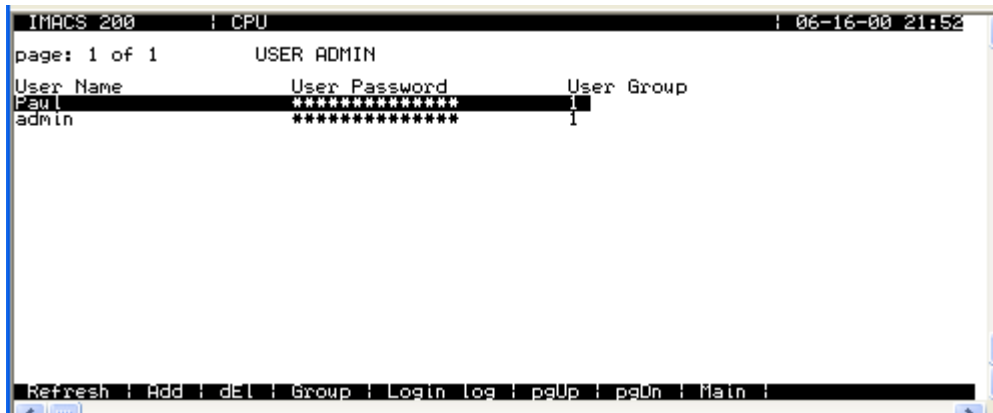 IMACS 200 ¦ CPU ¦ 06-16-00 21:52
page: 1 of 1 USER ADMIN
User Name User Password User Group
Paul ************** 1
admin ************** 1
Refresh ¦ Add ¦ dEl ¦ Group ¦ Login log ¦ pgUp ¦ pgDn ¦ Main ¦